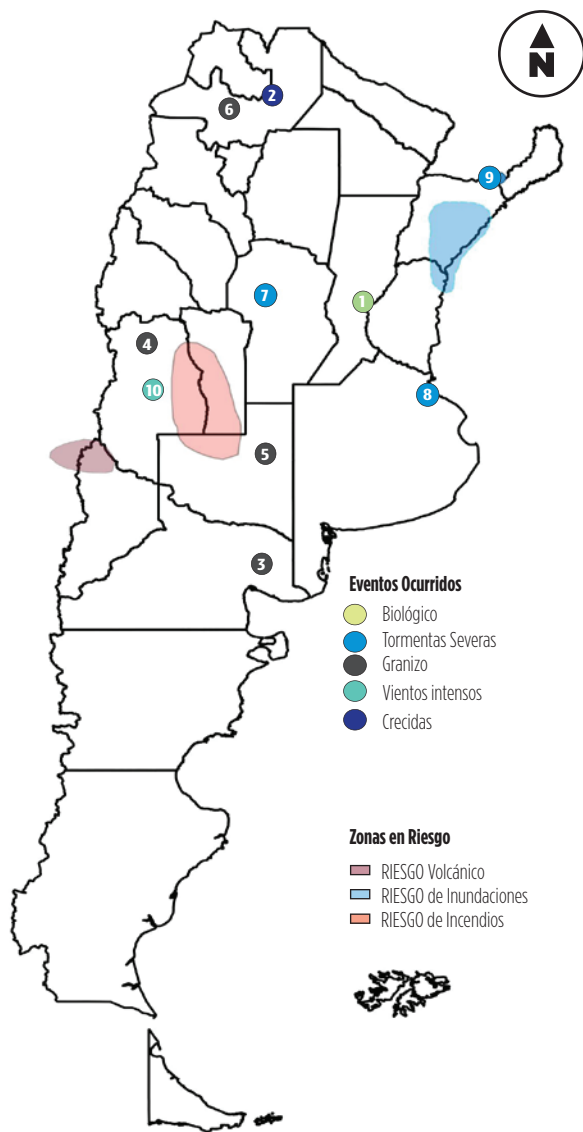 N
2
6
9
7
1
4
10
8
5
3
Eventos Ocurridos
Biológico
Tormentas Severas
Granizo
Vientos intensos
Crecidas
Zonas en Riesgo
RIESGO Volcánico
RIESGO de Inundaciones
RIESGO de Incendios